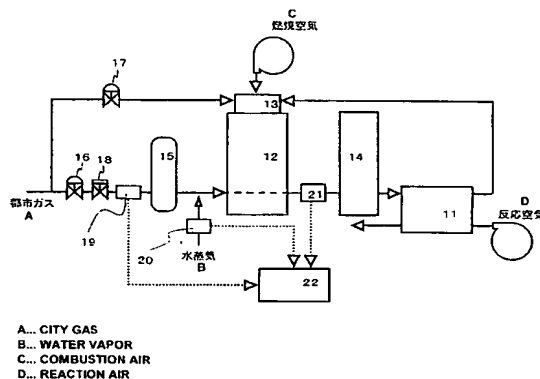 C
燃焼空気
17
13
16
18
15
12
14
都市ガス
A
19
21
11
D
反応空気
20
水蒸気
B
22
A... CITY GAS
B... WATER VAPOR
C... COMBUSTION AIR
D... REACTION AIR